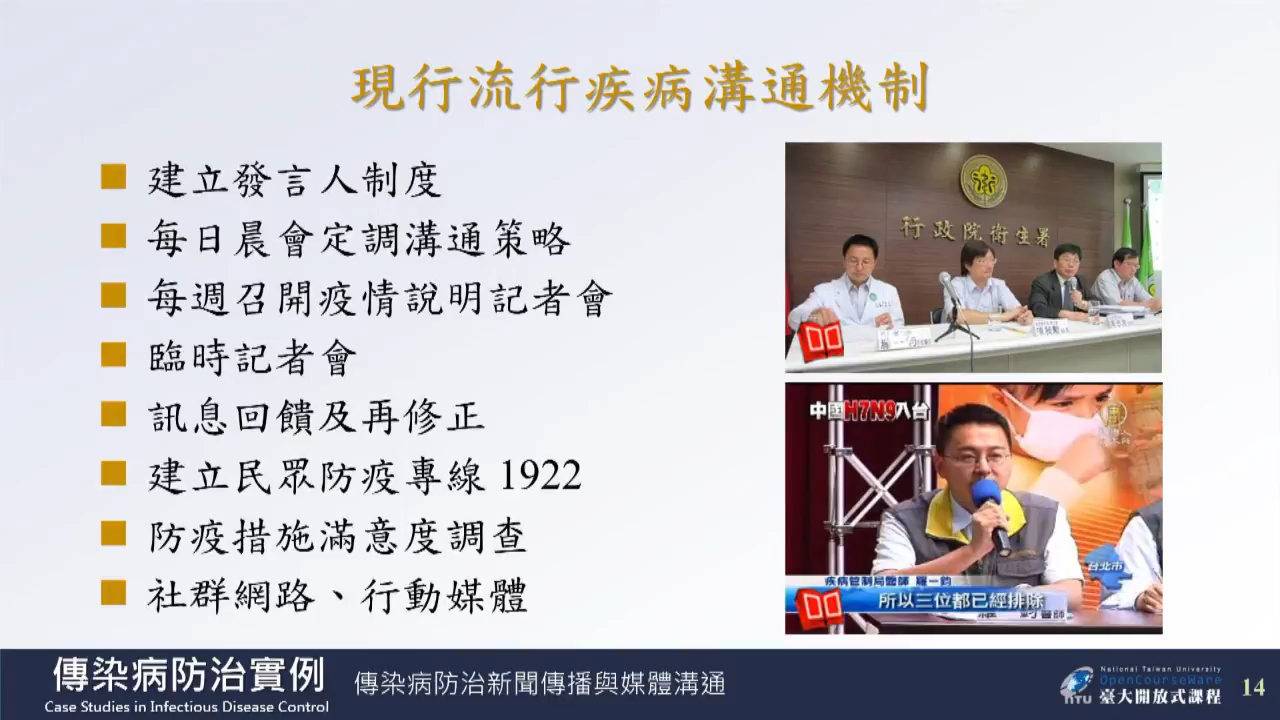 現行流行疾病溝通機制
建立發言人制度
每日晨會定調溝通策略
每週召開疫情說明記者會
臨時記者會
訊息回饋及再修正
建立民眾防疫專線 1922
防疫措施滿意度調查
社群網路、行動媒體
行政院衛生署
中國H7N9入台
台北市
疾病管制局醫師 羅一鈞
所以三位都已經排除
傳染病防治實例
Case Studies in Infectious Disease Control
傳染病防治新聞傳播與媒體溝通
National Taiwan University
OpenCourseWare
臺大開放式課程
NTU
14